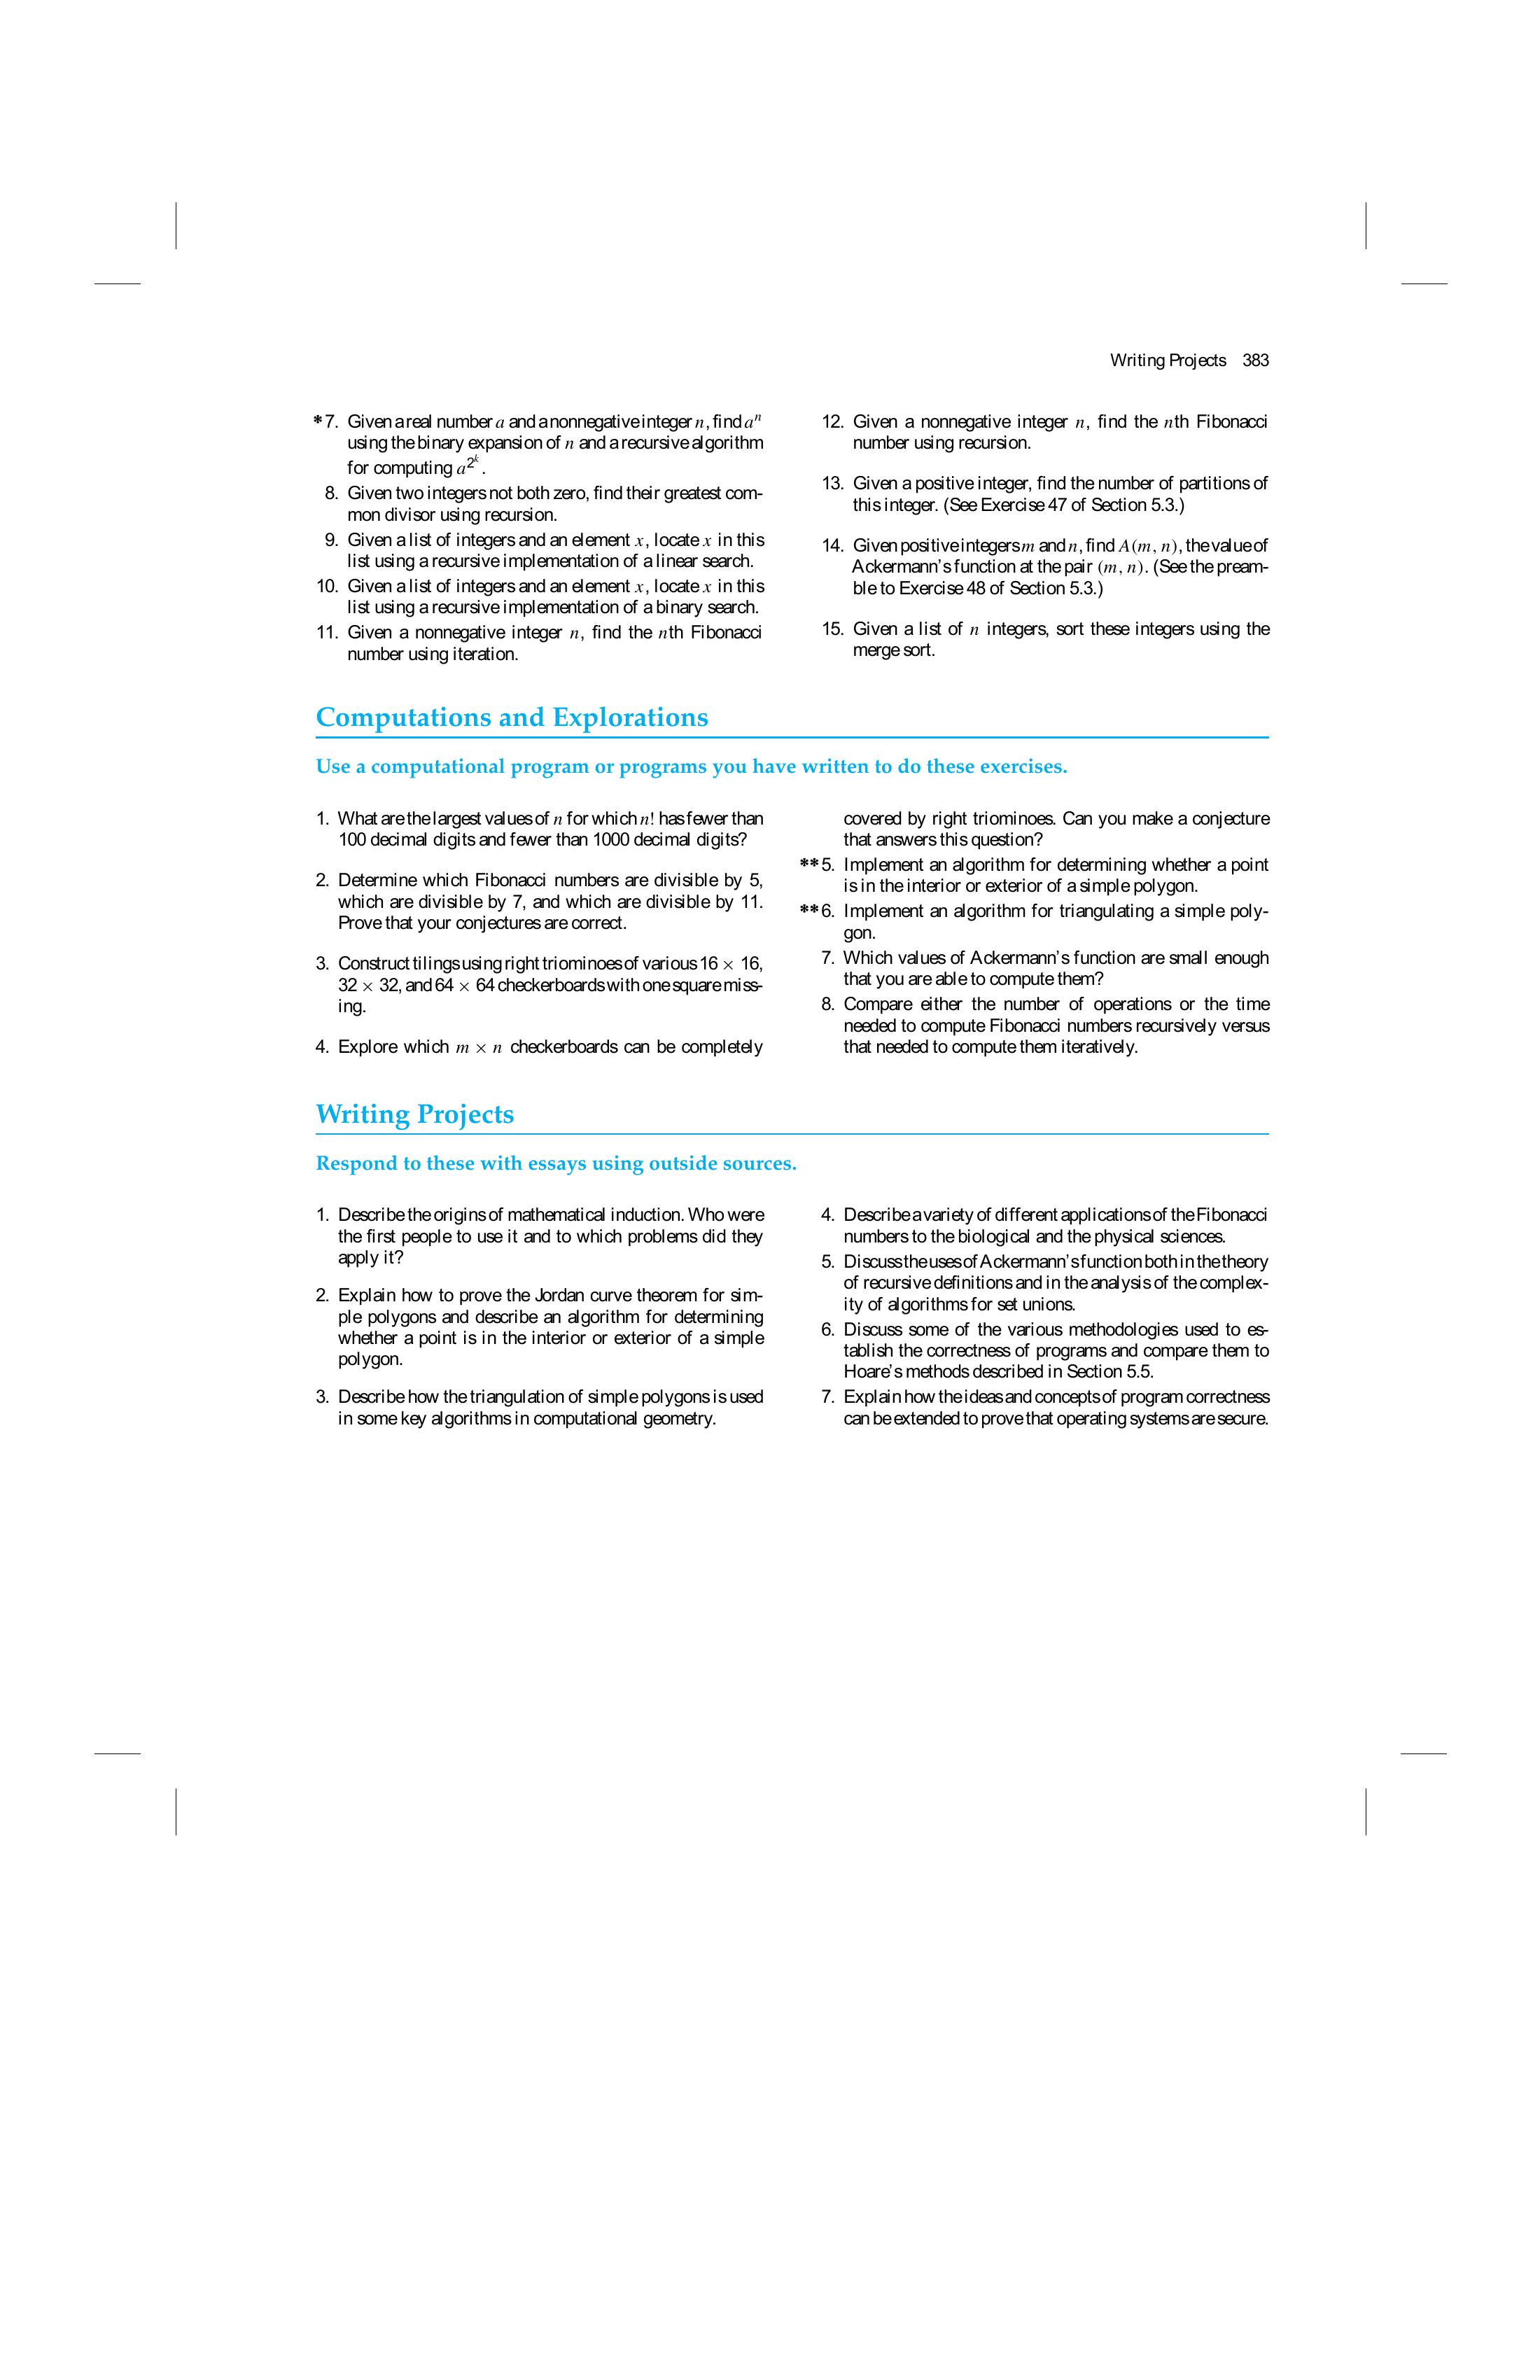 Writing Projects 383
*7. Given a real number a and a nonnegative integer n, find aⁿ
using the binary expansion of n and a recursive algorithm
for computing a^2^k.
8. Given two integers not both zero, find their greatest com-
mon divisor using recursion.
9. Given a list of integers and an element x, locate x in this
list using a recursive implementation of a linear search.
10. Given a list of integers and an element x, locate x in this
list using a recursive implementation of a binary search.
11. Given a nonnegative integer n, find the nth Fibonacci
number using iteration.
12. Given a nonnegative integer n, find the nth Fibonacci
number using recursion.
13. Given a positive integer, find the number of partitions of
this integer. (See Exercise 47 of Section 5.3.)
14. Given positive integers m and n, find A(m, n), the value of
Ackermann's function at the pair (m, n). (See the pream-
ble to Exercise 48 of Section 5.3.)
15. Given a list of n integers, sort these integers using the
merge sort.
Computations and Explorations
Use a computational program or programs you have written to do these exercises.
1. What are the largest values of n for which n! has fewer than
100 decimal digits and fewer than 1000 decimal digits?
2. Determine which Fibonacci numbers are divisible by 5,
which are divisible by 7, and which are divisible by 11.
Prove that your conjectures are correct.
3. Construct tilings using right triominoes of various 16 × 16,
32 × 32, and 64 × 64 checkerboards with one square miss-
ing.
4. Explore which m × n checkerboards can be completely
covered by right triominoes. Can you make a conjecture
that answers this question?
**5. Implement an algorithm for determining whether a point
is in the interior or exterior of a simple polygon.
**6. Implement an algorithm for triangulating a simple poly-
gon.
7. Which values of Ackermann's function are small enough
that you are able to compute them?
8. Compare either the number of operations or the time
needed to compute Fibonacci numbers recursively versus
that needed to compute them iteratively.
Writing Projects
Respond to these with essays using outside sources.
1. Describe the origins of mathematical induction. Who were
the first people to use it and to which problems did they
apply it?
2. Explain how to prove the Jordan curve theorem for sim-
ple polygons and describe an algorithm for determining
whether a point is in the interior or exterior of a simple
polygon.
3. Describe how the triangulation of simple polygons is used
in some key algorithms in computational geometry.
4. Describe a variety of different applications of the Fibonacci
numbers to the biological and the physical sciences.
5. Discuss the uses of Ackermann's function both in the theory
of recursive definitions and in the analysis of the complex-
ity of algorithms for set unions.
6. Discuss some of the various methodologies used to es-
tablish the correctness of programs and compare them to
Hoare's methods described in Section 5.5.
7. Explain how the ideas and concepts of program correctness
can be extended to prove that operating systems are secure.